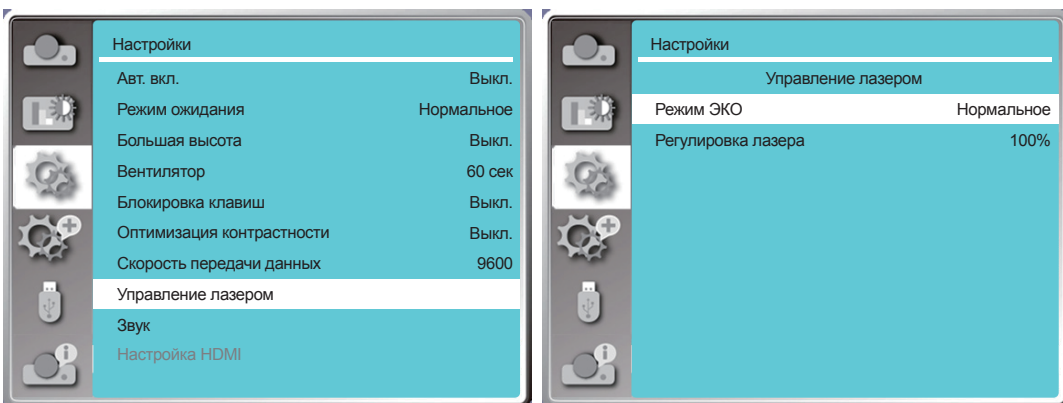 Настройки
Авт. вкл. Выкл.
Режим ожидания Нормальное
Большая высота Выкл.
Вентилятор 60 сек
Блокировка клавиш Выкл.
Оптимизация контрастности Выкл.
Скорость передачи данных 9600
Управление лазером
Звук
Настройка HDMI
Настройки
Управление лазером
Режим ЭКО Нормальное
Регулировка лазера 100%